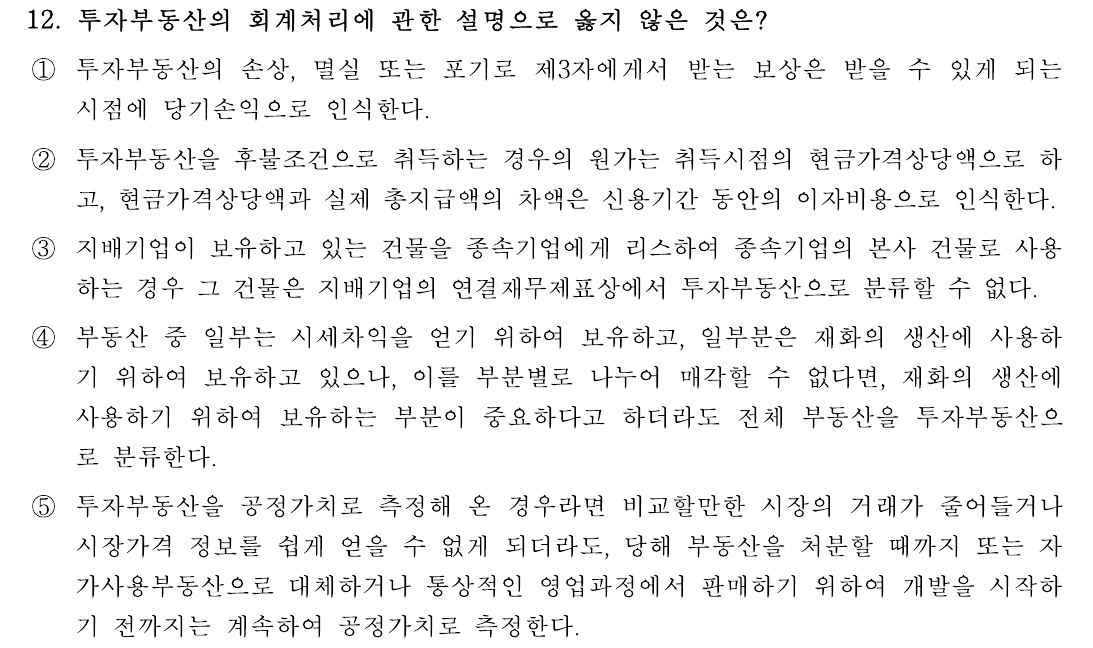 12. 투자부동산의 회계처리에 관한 설명으로 옳지 않은 것은?
① 투자부동산의 손상, 멸실 또는 포기로 제3자에게서 받는 보상은 받을 수 있게 되는
시점에 당기손익으로 인식한다.
② 투자부동산을 후불조건으로 취득하는 경우의 원가는 취득시점의 현금가격상당액으로 하
고, 현금가격상당액과 실제 총지급액의 차액은 신용기간 동안의 이자비용으로 인식한다.
③ 지배기업이 보유하고 있는 건물을 종속기업에게 리스하여 종속기업의 본사 건물로 사용
하는 경우 그 건물은 지배기업의 연결재무제표상에서 투자부동산으로 분류할 수 없다.
④ 부동산 중 일부는 시세차익을 얻기 위하여 보유하고, 일부분은 재화의 생산에 사용하
기 위하여 보유하고 있으나, 이를 부분별로 나누어 매각할 수 없다면, 재화의 생산에
사용하기 위하여 보유하는 부분이 중요하다고 하더라도 전체 부동산을 투자부동산으
로 분류한다.
⑤ 투자부동산을 공정가치로 측정해 온 경우라면 비교할만한 시장의 거래가 줄어들거나
시장가격 정보를 쉽게 얻을 수 없게 되더라도, 당해 부동산을 처분할 때까지 또는 자
가사용부동산으로 대체하거나 통상적인 영업과정에서 판매하기 위하여 개발을 시작하
기 전까지는 계속하여 공정가치로 측정한다.